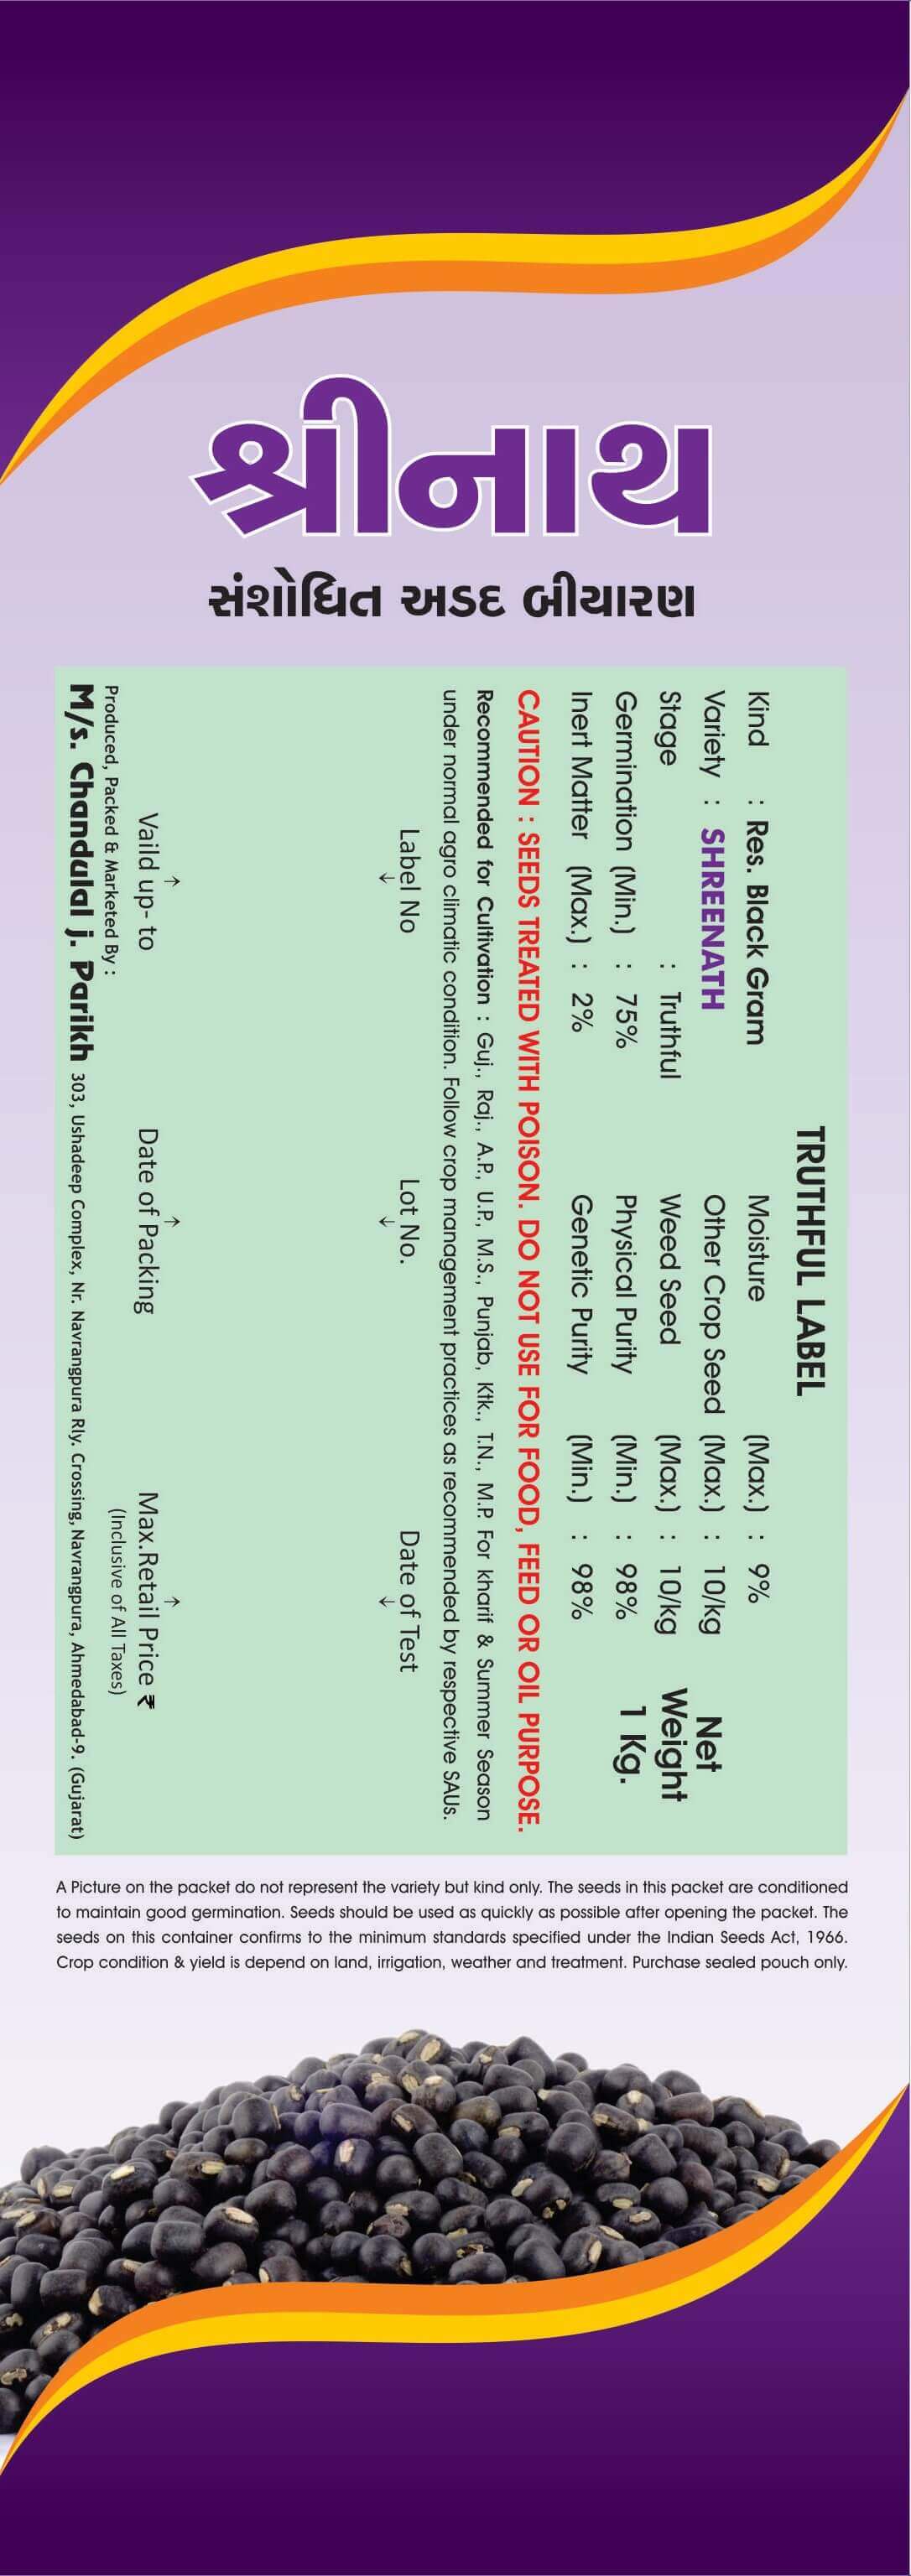 શ્રીનાથ
સંશોધિત અડદ બીયારણ
TRUTHFUL LABEL
Kind : Res. Black Gram
Variety : SHREENATH
Stage : Truthful
Germination (Min.) : 75%
Inert Matter (Max.) : 2%
Moisture (Max.) : 9%
Other Crop Seed (Max.) : 10/kg
Weed Seed (Max.) : 10/kg
Physical Purity (Min.) : 98%
Genetic Purity (Min.) : 98%
Net
Weight
1 Kg.
CAUTION : SEEDS TREATED WITH POISON. DO NOT USE FOR FOOD, FEED OR OIL PURPOSE.
Recommended for Cultivation : Guj., Raj., A.P., U.P., M.S., Punjab, Ktk., T.N., M.P. For kharif & Summer Season
under normal agro climatic condition. Follow crop management practices as recommended by respective SAUs.
Label No Lot No. Date of Test
Vaild up- to Date of Packing Max.Retail Price ₹
(Inclusive of All Taxes)
Produced, Packed & Marketed By :
M/s. Chandulal j. Parikh 303, Ushadeep Complex, Nr. Navrangpura Rly. Crossing, Navrangpura, Ahmedabad-9. (Gujarat)
A Picture on the packet do not represent the variety but kind only. The seeds in this packet are conditioned
to maintain good germination. Seeds should be used as quickly as possible after opening the packet. The
seeds on this container confirms to the minimum standards specified under the Indian Seeds Act, 1966.
Crop condition & yield is depend on land, irrigation, weather and treatment. Purchase sealed pouch only.